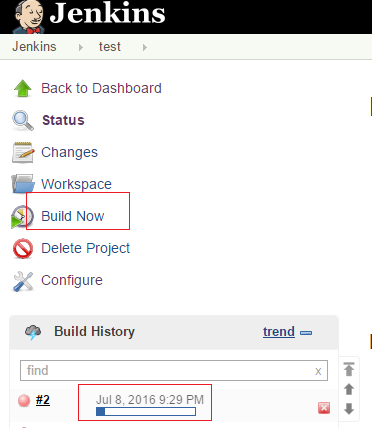 Jenkins
Jenkins test
Back to Dashboard
Status
Changes
Workspace
Build Now
Delete Project
Configure
Build History trend
find x
#2 Jul 8, 2016 9:29 PM